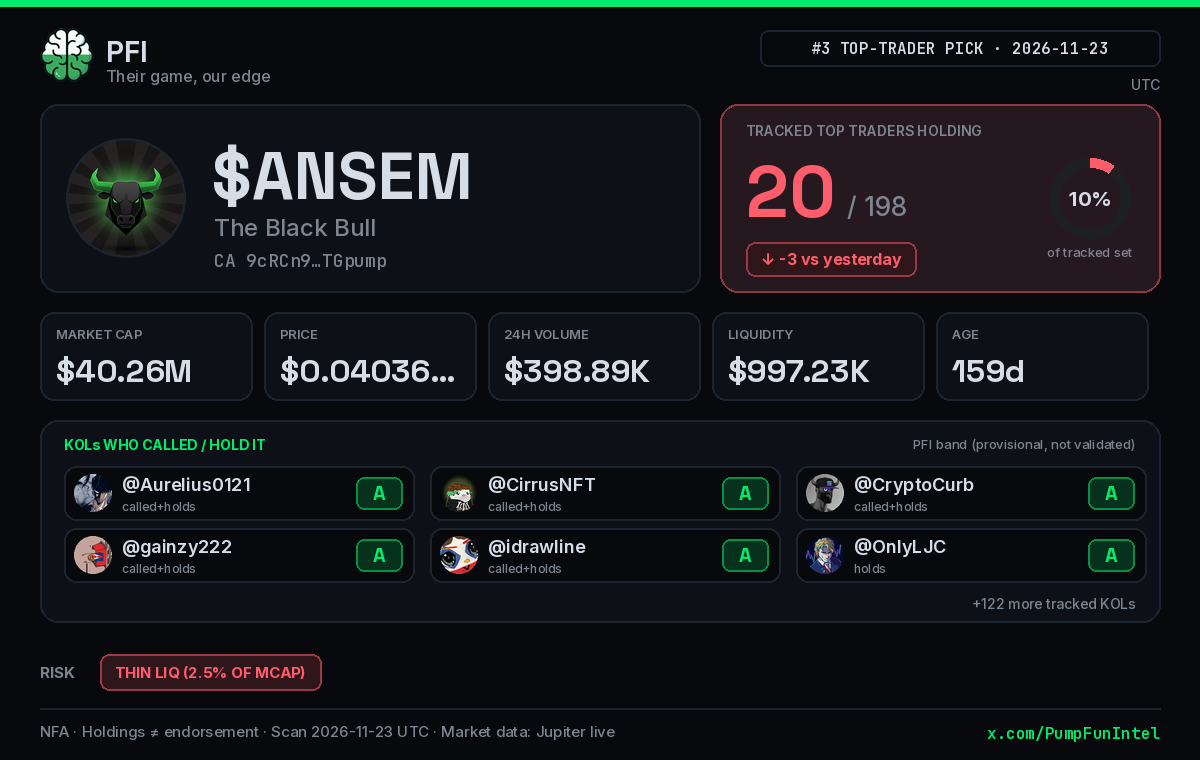 PFI
Their game, our edge
#3 TOP-TRADER PICK · 2026-11-23
UTC
$ANSEM
The Black Bull
CA 9cRCn9…TGpump
TRACKED TOP TRADERS HOLDING
20 / 198
↓ -3 vs yesterday
10%
of tracked set
MARKET CAP
$40.26M
PRICE
$0.04036…
24H VOLUME
$398.89K
LIQUIDITY
$997.23K
AGE
159d
KOLs WHO CALLED / HOLD IT
PFI band (provisional, not validated)
@Aurelius0121
called+holds
A
@CirrusNFT
called+holds
A
@CryptoCurb
called+holds
A
@gainzy222
called+holds
A
@idrawline
called+holds
A
@OnlyLJC
holds
A
+122 more tracked KOLs
RISK
THIN LIQ (2.5% OF MCAP)
NFA · Holdings ≠ endorsement · Scan 2026-11-23 UTC · Market data: Jupiter live
x.com/PumpFunIntel